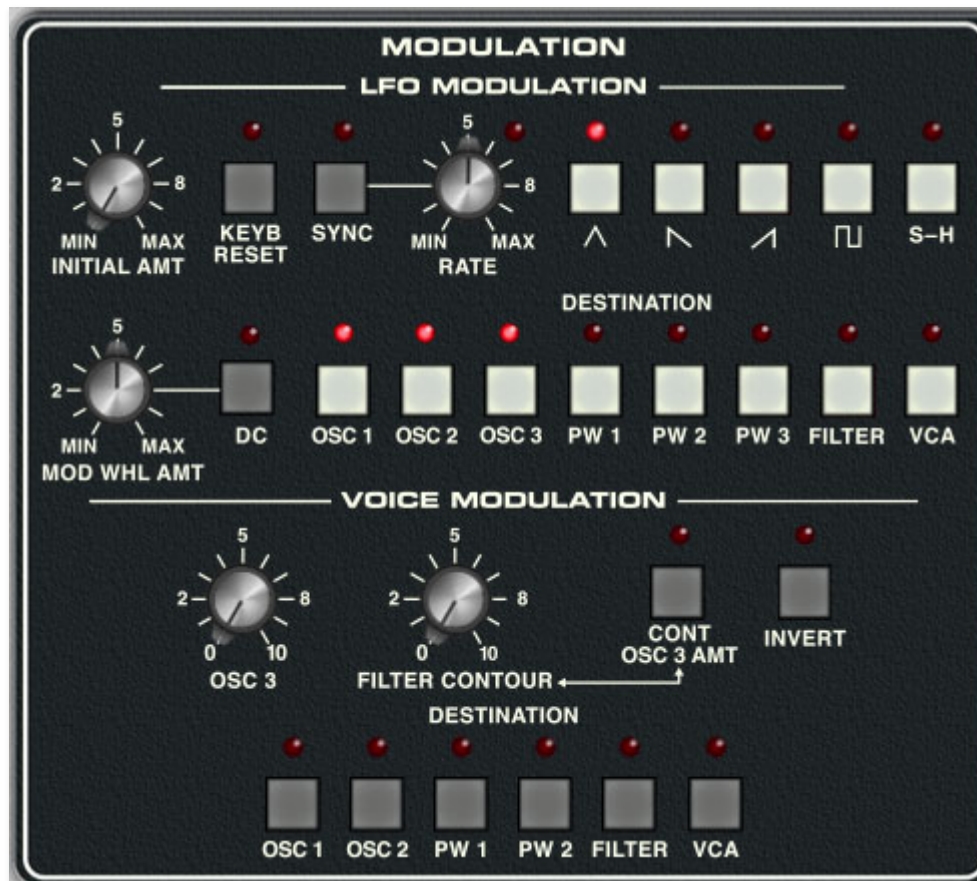 MODULATION
LFO MODULATION
5
2
8
MIN
MAX
INITIAL AMT
KEYB
RESET
SYNC
5
8
MIN
MAX
RATE
S–H
DESTINATION
5
2
MIN
MAX
MOD WHL AMT
DC
OSC 1
OSC 2
OSC 3
PW 1
PW 2
PW 3
FILTER
VCA
VOICE MODULATION
5
2
8
0
10
OSC 3
5
2
8
0
10
FILTER CONTOUR
CONT
OSC 3 AMT
INVERT
DESTINATION
OSC 1
OSC 2
PW 1
PW 2
FILTER
VCA